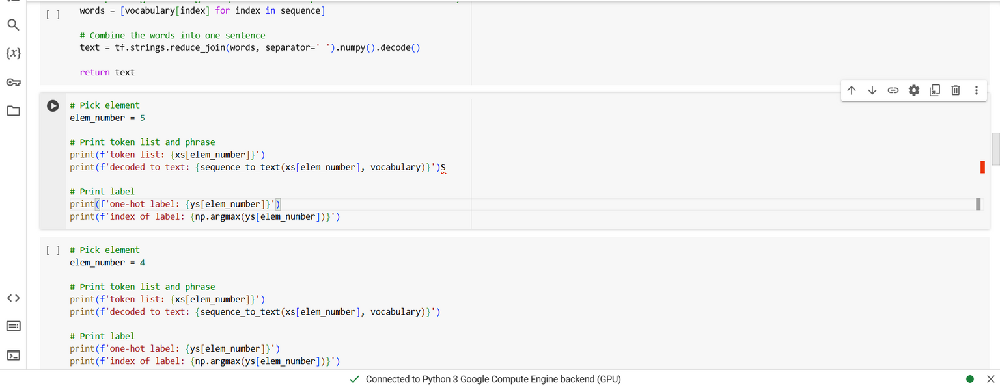 words = [vocabulary[index] for index in sequence]
[ ]
# Combine the words into one sentence
text = tf.strings.reduce_join(words, separator=' ').numpy().decode()
return text
# Pick element
elem_number = 5
# Print token list and phrase
print(f'token list: {xs[elem_number]}')
print(f'decoded to text: {sequence_to_text(xs[elem_number], vocabulary)}')S
# Print label
print(f'one-hot label: {ys[elem_number]}')
print(f'index of label: {np.argmax(ys[elem_number])}')
[ ] # Pick element
elem_number = 4
# Print token list and phrase
print(f'token list: {xs[elem_number]}')
print(f'decoded to text: {sequence_to_text(xs[elem_number], vocabulary)}')
# Print label
print(f'one-hot label: {ys[elem_number]}')
print(f'index of label: {np.argmax(ys[elem_number])}')
Connected to Python 3 Google Compute Engine backend (GPU)